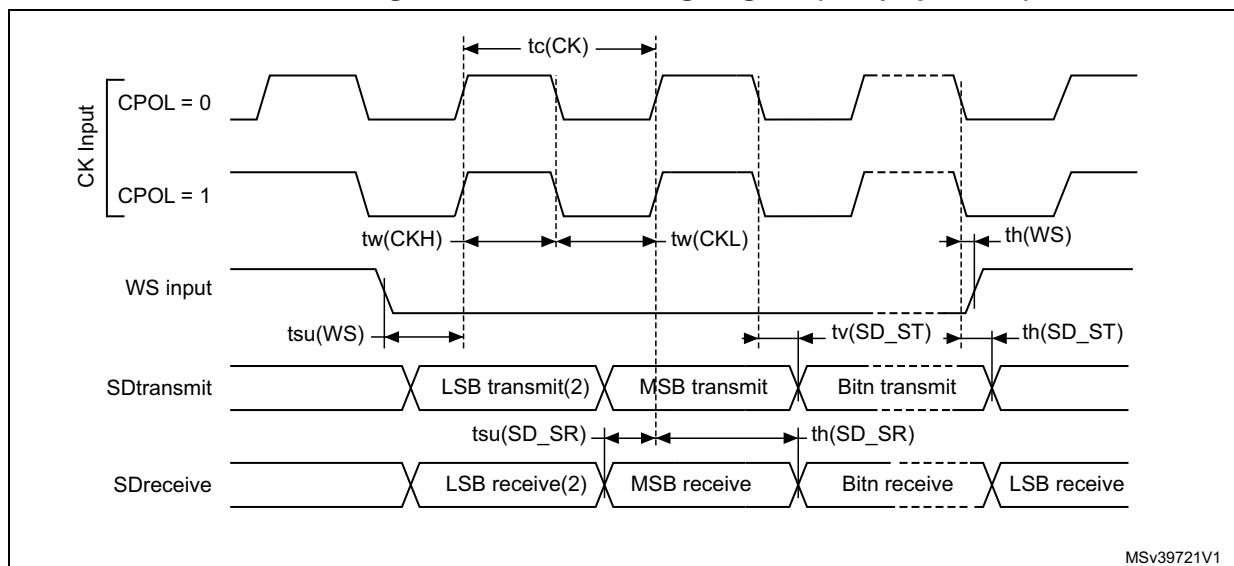 tc(CK)
CK Input
CPOL = 0
CPOL = 1
tw(CKH)
tw(CKL)
th(WS)
WS input
tsu(WS)
tv(SD_ST)
th(SD_ST)
SDtransmit
LSB transmit(2)
MSB transmit
Bitn transmit
tsu(SD_SR)
th(SD_SR)
SDreceive
LSB receive(2)
MSB receive
Bitn receive
LSB receive
MSv39721V1